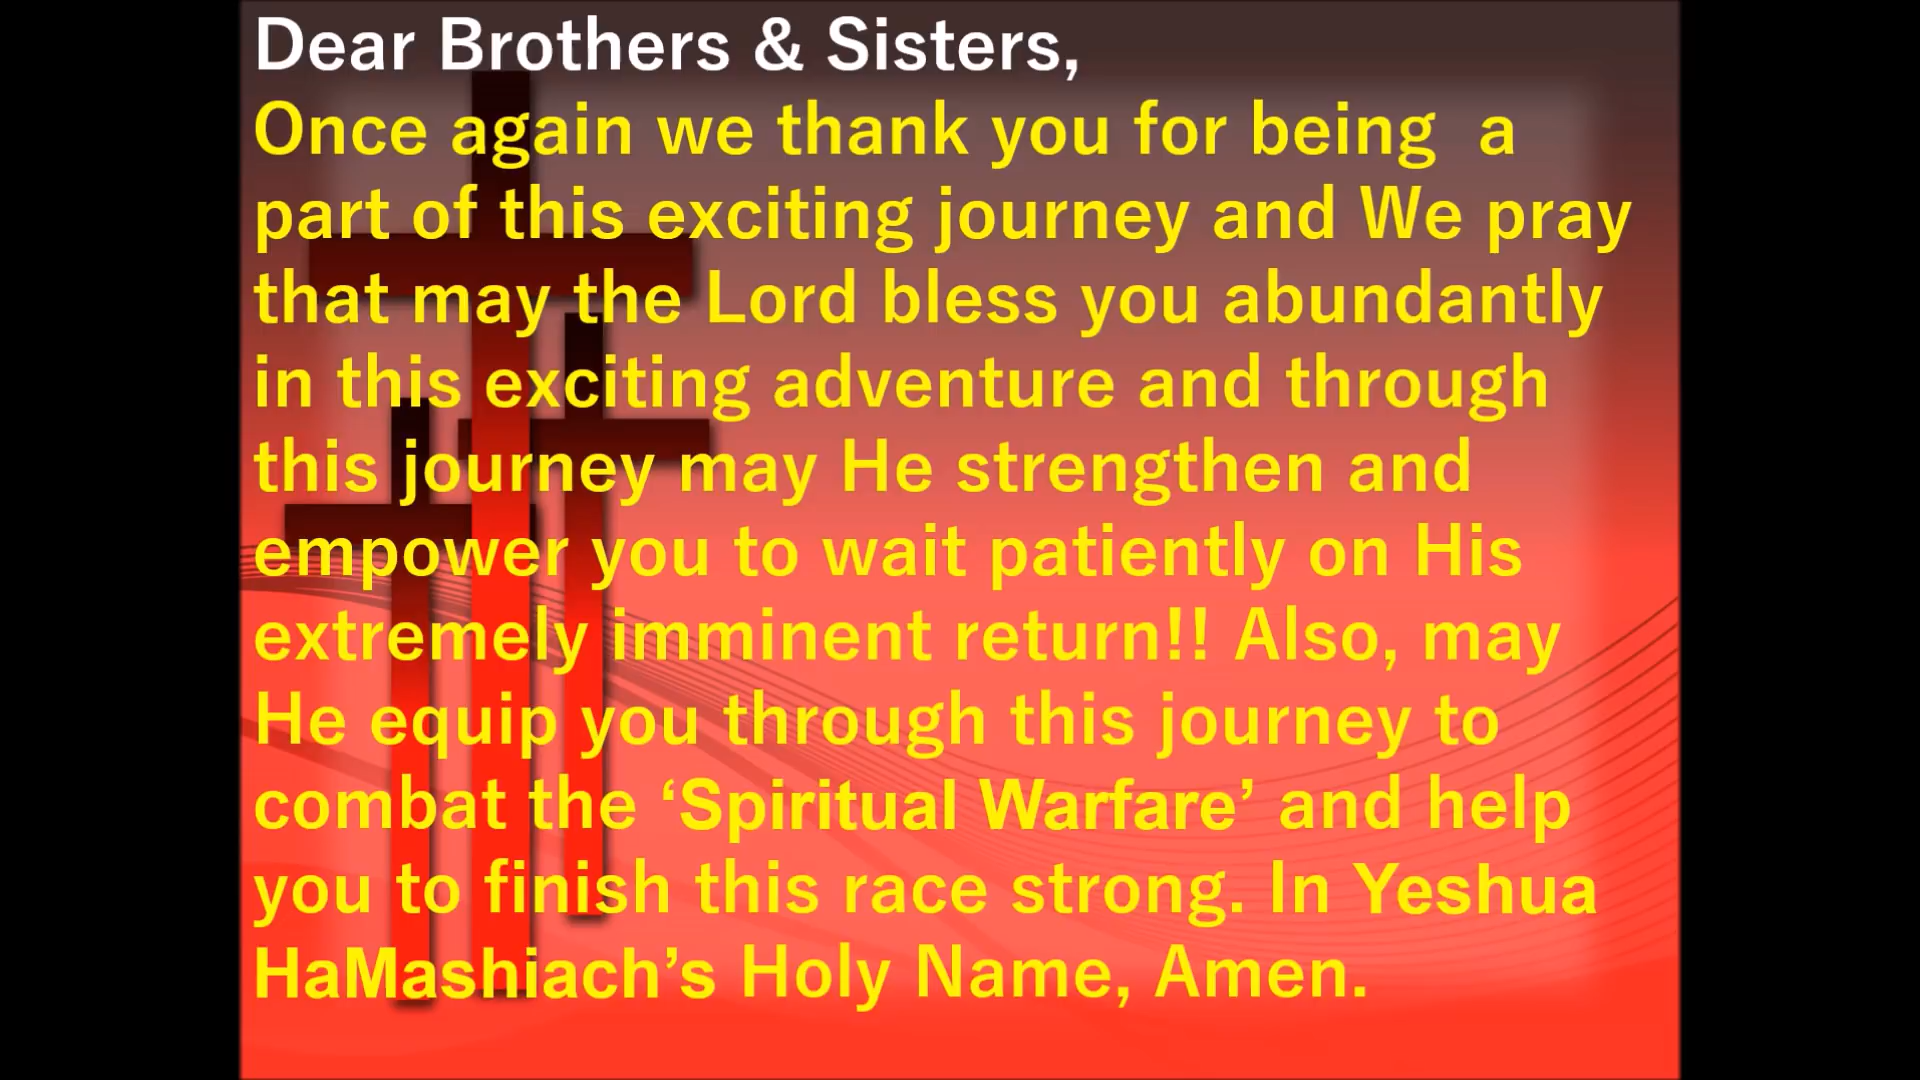 Dear Brothers & Sisters,
Once again we thank you for being  a
part of this exciting journey and We pray
that may the Lord bless you abundantly
in this exciting adventure and through
this journey may He strengthen and
empower you to wait patiently on His
extremely imminent return!! Also, may
He equip you through this journey to
combat the ‘Spiritual Warfare’ and help
you to finish this race strong. In Yeshua
HaMashiach’s Holy Name, Amen.